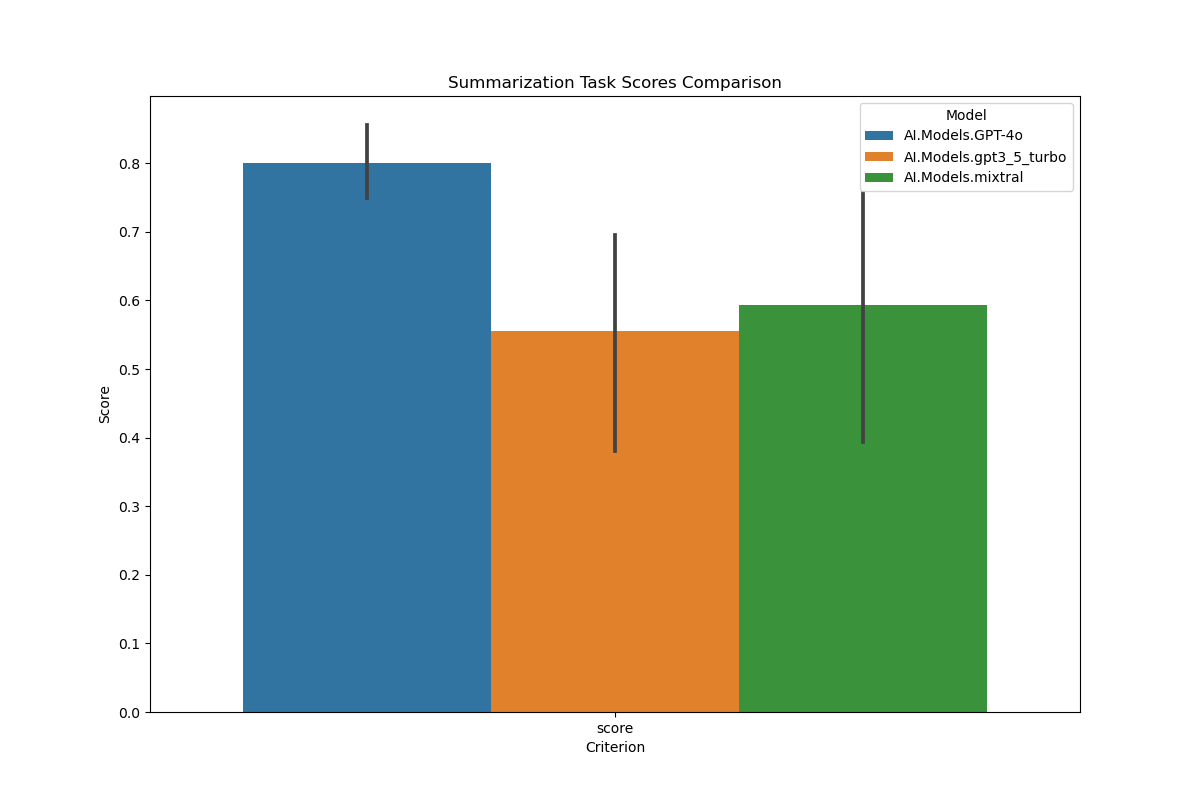 Summarization Task Scores Comparison
Model
AI.Models.GPT-4o
AI.Models.gpt3_5_turbo
AI.Models.mixtral
0.8
0.7
0.6
0.5
0.4
0.3
0.2
0.1
0.0
Score
score
Criterion